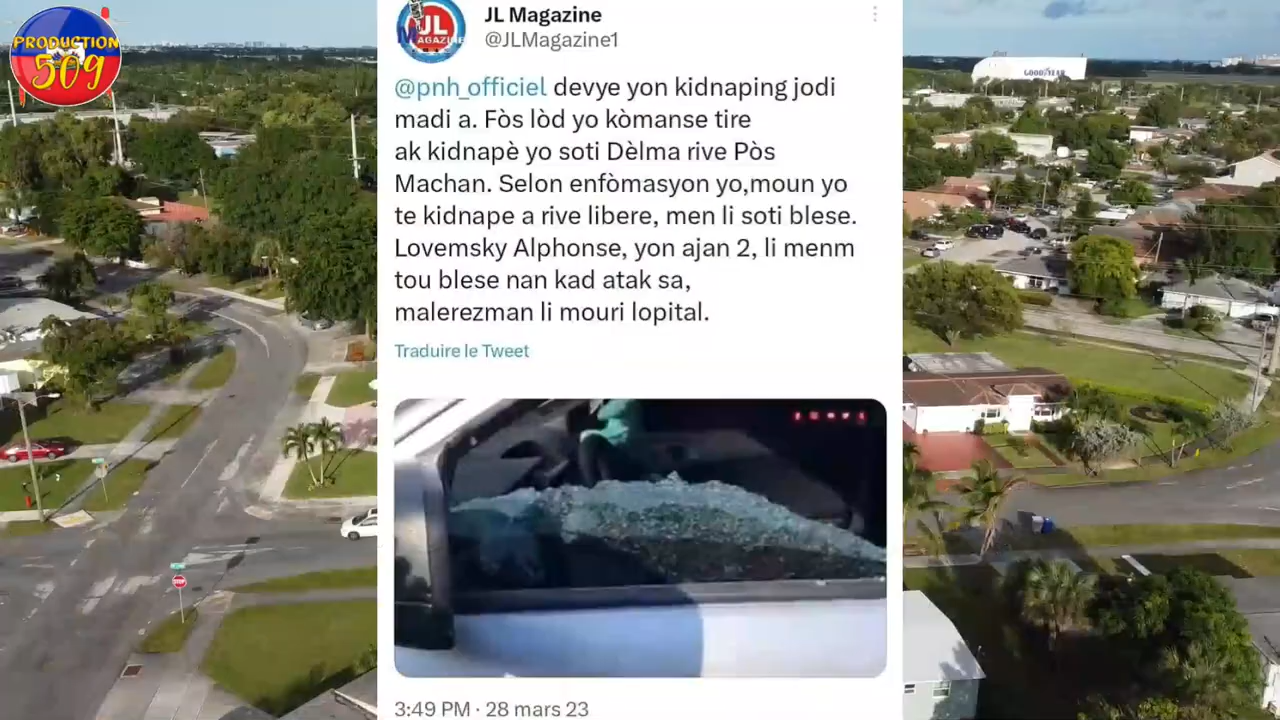 PRODUCTION
509
JL Magazine
@JLMagazine1
@pnh_officiel devye yon kidnaping jodi
madi a. Fòs lòd yo kòmanse tire
ak kidnapè yo soti Dèlma rive Pòs
Machan. Selon enfòmasyon yo,moun yo
te kidnape a rive libere, men li soti blese.
Lovemsky Alphonse, yon ajan 2, li menm
tou blese nan kad atak sa,
malerezman li mouri lopital.
Traduire le Tweet
3:49 PM · 28 mars 23
GOODYEAR
STOP